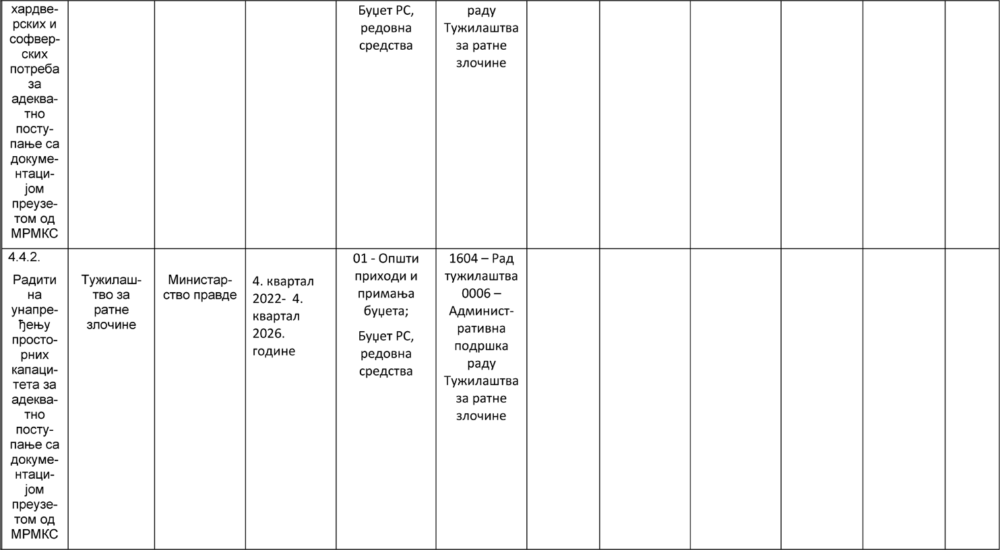 хардве-
рских и
софвер-
ских
потреба
за
адеква-
тно
посту-
пање са
докуме-
нтаци-
јом
преузе-
том од
МРМКС
Буџет РС,
редовна
средства
раду
Тужилаштва
за ратне
злочине
4.4.2.
Радити
на
унапре-
ђењу
просто-
рних
капаци-
тета за
адеква-
тно
посту-
пање са
докуме-
нтаци-
јом
преузе-
том од
МРМКС
Тужилаш-
тво за
ратне
злочине
Министар-
ство правде
4. квартал
2022-  4.
квартал
2026.
године
01 - Општи
приходи и
примања
буџета;
Буџет РС,
редовна
средства
1604 – Рад
тужилаштва
0006 –
Админист-
ративна
подршка
раду
Тужилаштва
за ратне
злочине